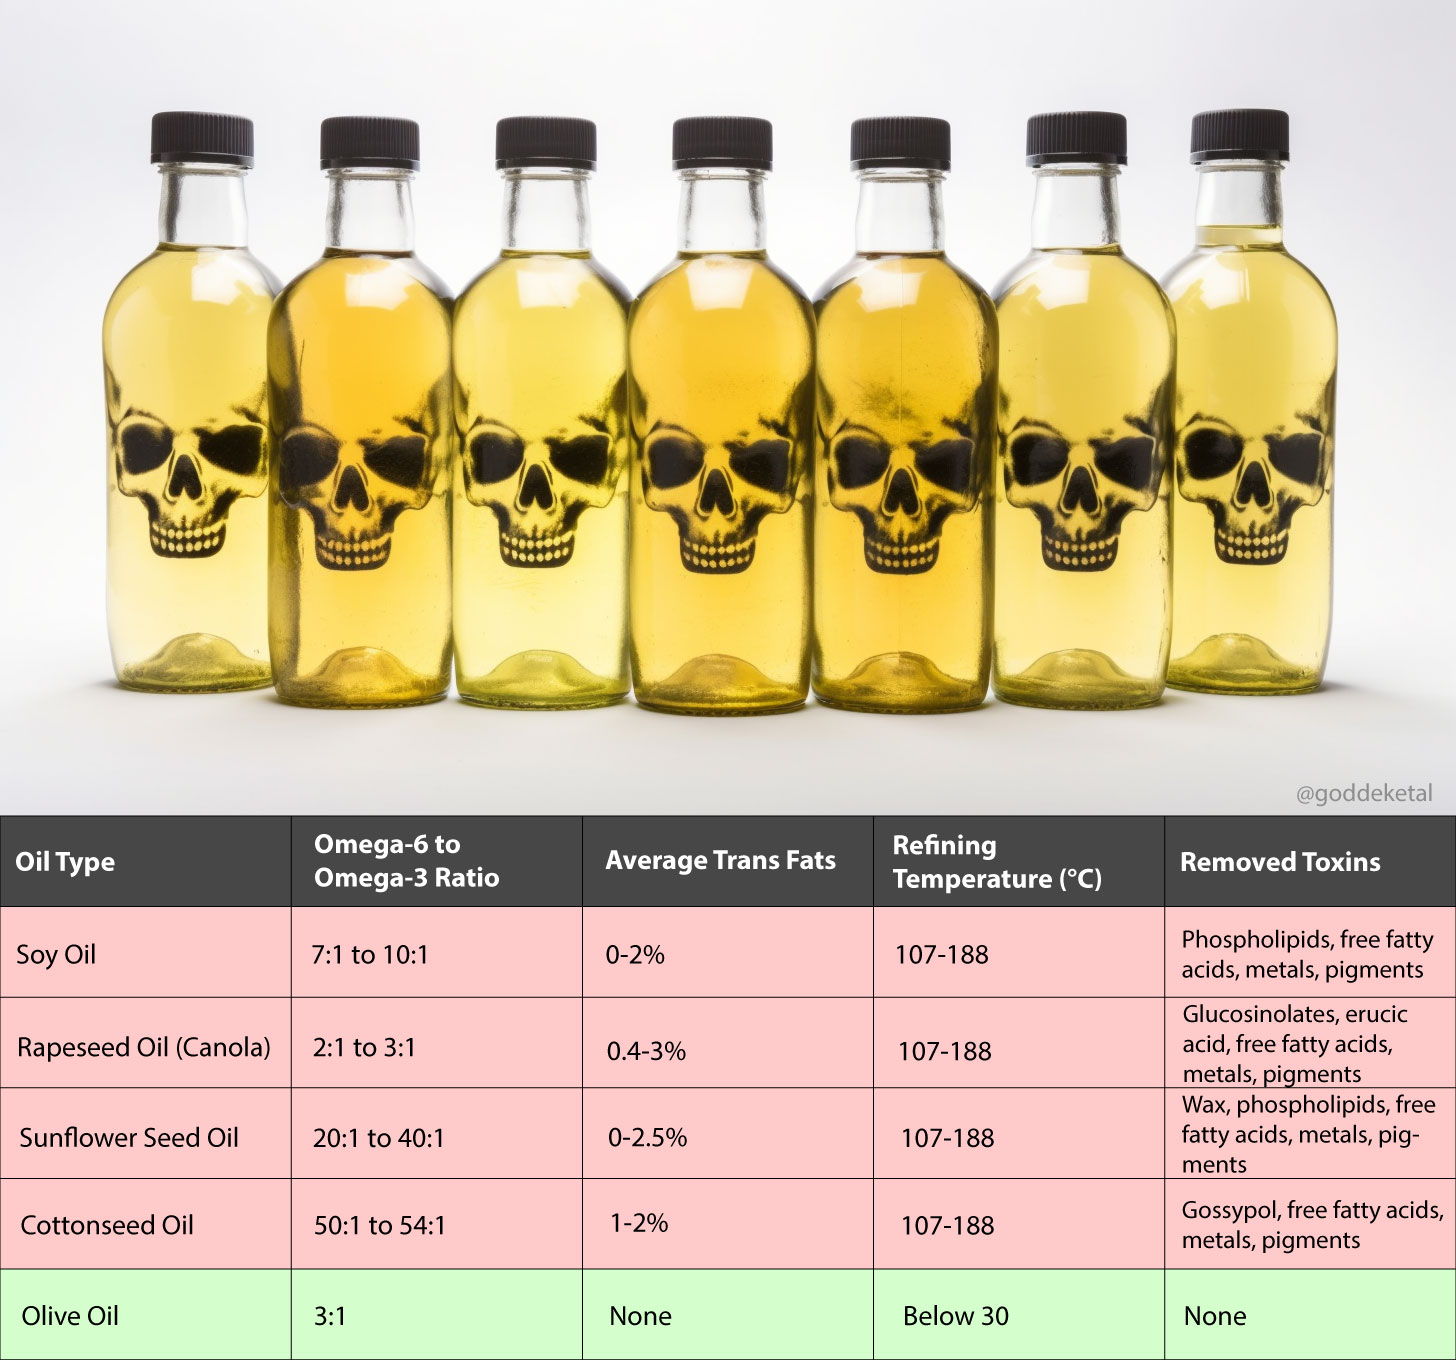 @goddeketal
Oil Type
Omega-6 to
Omega-3 Ratio
Average Trans Fats
Refining
Temperature (°C)
Removed Toxins
Soy Oil
7:1 to 10:1
0-2%
107-188
Phospholipids, free fatty
acids, metals, pigments
Rapeseed Oil (Canola)
2:1 to 3:1
0.4-3%
107-188
Glucosinolates, erucic
acid, free fatty acids,
metals, pigments
Sunflower Seed Oil
20:1 to 40:1
0-2.5%
107-188
Wax, phospholipids, free
fatty acids, metals, pig-
ments
Cottonseed Oil
50:1 to 54:1
1-2%
107-188
Gossypol, free fatty acids,
metals, pigments
Olive Oil
3:1
None
Below 30
None